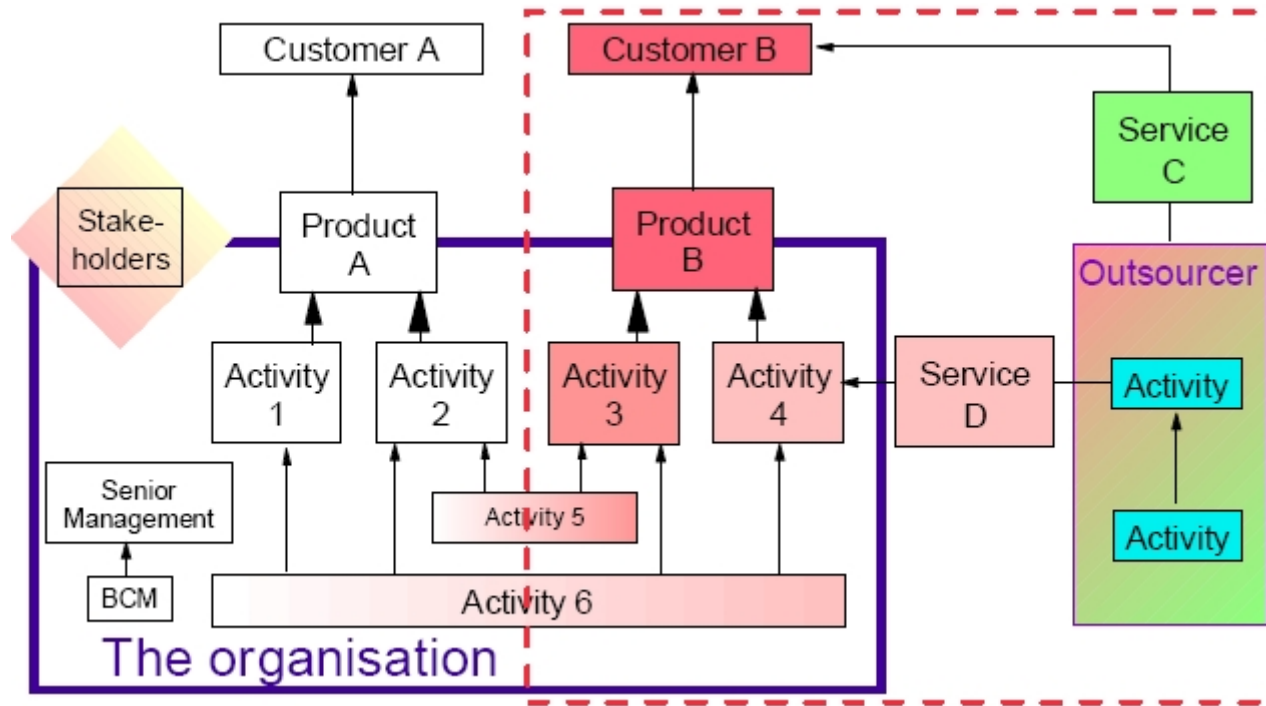 Customer A
Customer B
Service
C
Stake-
holders
Product
A
Product
B
Outsourcer
Activity
1
Activity
2
Activity
3
Activity
4
Service
D
Activity
Senior
Management
Activity 5
Activity
BCM
Activity 6
The organisation